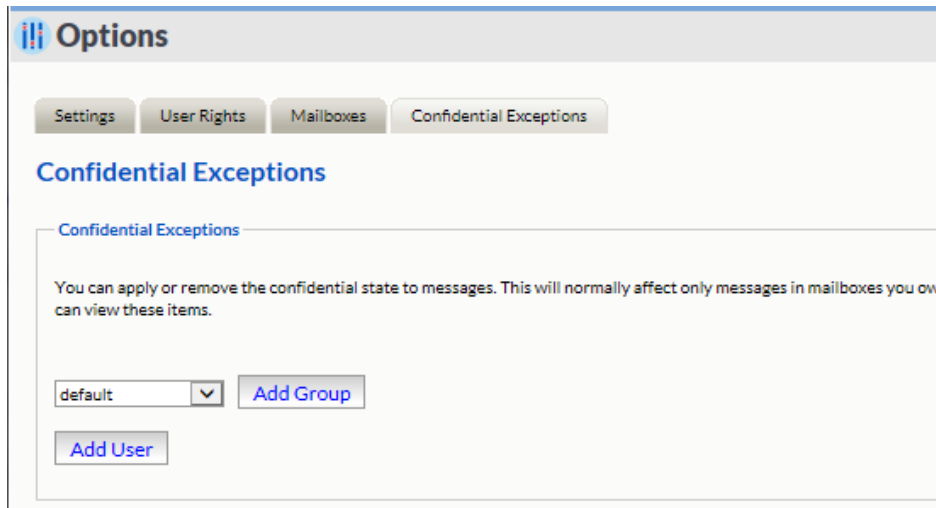 Options
Settings User Rights Mailboxes Confidential Exceptions
Confidential Exceptions
Confidential Exceptions
You can apply or remove the confidential state to messages. This will normally affect only messages in mailboxes you
can view these items.
default Add Group
Add User